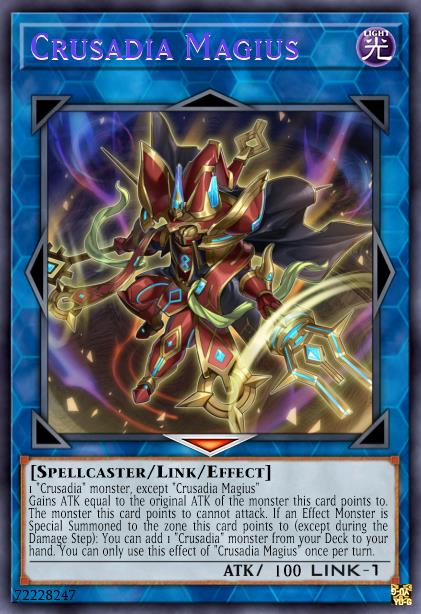 Crusadia Magius
LIGHT
光
[Spellcaster/Link/Effect]
1 "Crusadia" monster, except "Crusadia Magius"
Gains ATK equal to the original ATK of the monster this card points to.
The monster this card points to cannot attack. If an Effect Monster is
Special Summoned to the zone this card points to (except during the
Damage Step): You can add 1 "Crusadia" monster from your Deck to your
hand. You can only use this effect of "Crusadia Magius" once per turn.
ATK/ 100 LINK-1
72228247